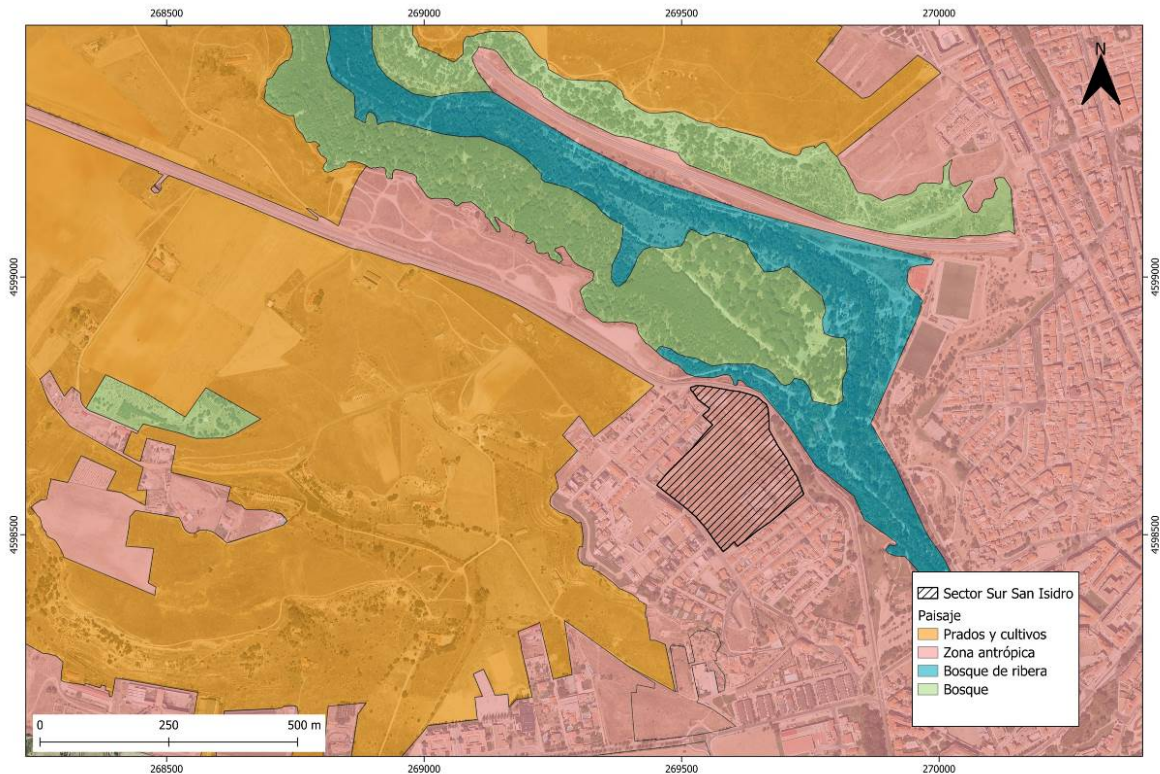 268500 269000 269500 270000
N
4599000 4599000
4598500 4598500
Sector Sur San Isidro
Paisaje
Prados y cultivos
Zona antrópica
Bosque de ribera
Bosque
0 250 500 m
268500 269000 269500 270000